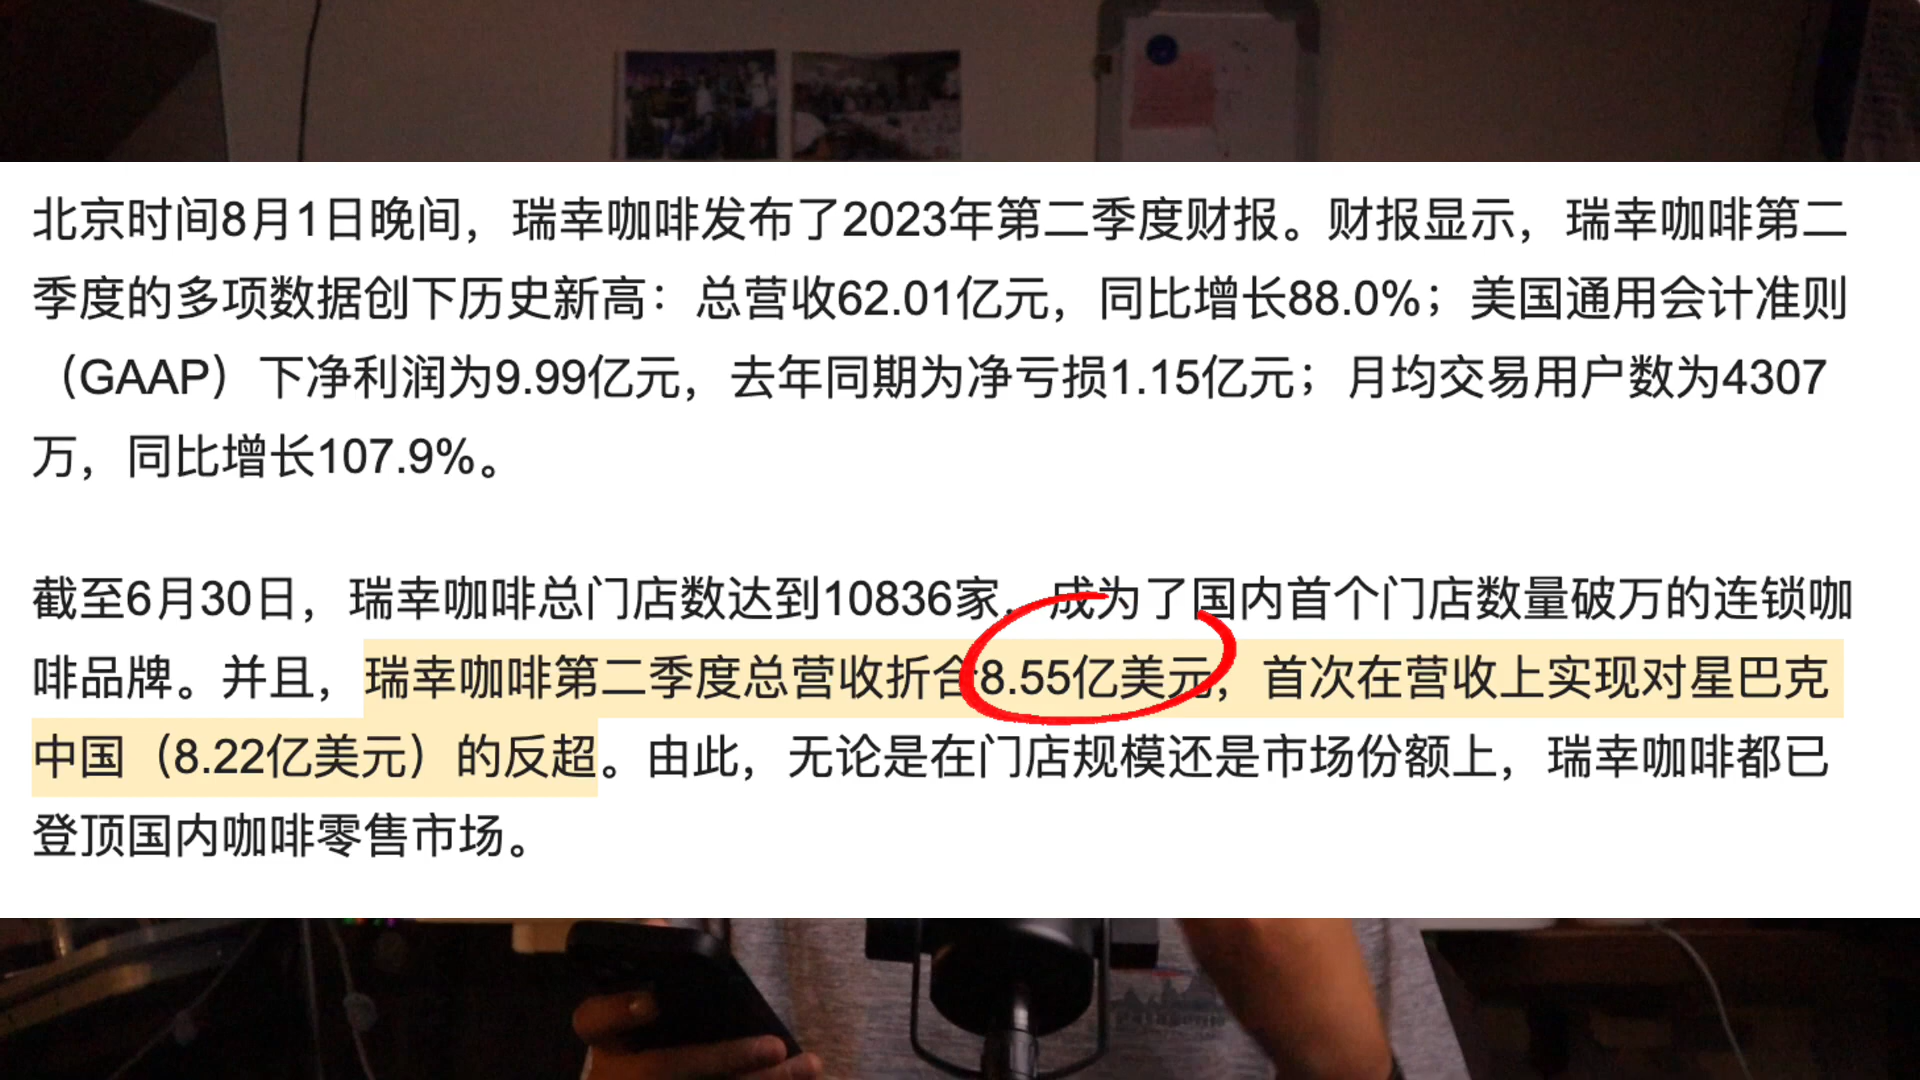 北京时间8月1日晚间，瑞幸咖啡发布了2023年第二季度财报。财报显示，瑞幸咖啡第二
季度的多项数据创下历史新高：总营收62.01亿元，同比增长88.0%；美国通用会计准则
（GAAP）下净利润为9.99亿元，去年同期为净亏损1.15亿元；月均交易用户数为4307
万，同比增长107.9%。
截至6月30日，瑞幸咖啡总门店数达到10836家，成为了国内首个门店数量破万的连锁咖
啡品牌。并且，瑞幸咖啡第二季度总营收折合8.55亿美元，首次在营收上实现对星巴克
中国（8.22亿美元）的反超。由此，无论是在门店规模还是市场份额上，瑞幸咖啡都已
登顶国内咖啡零售市场。